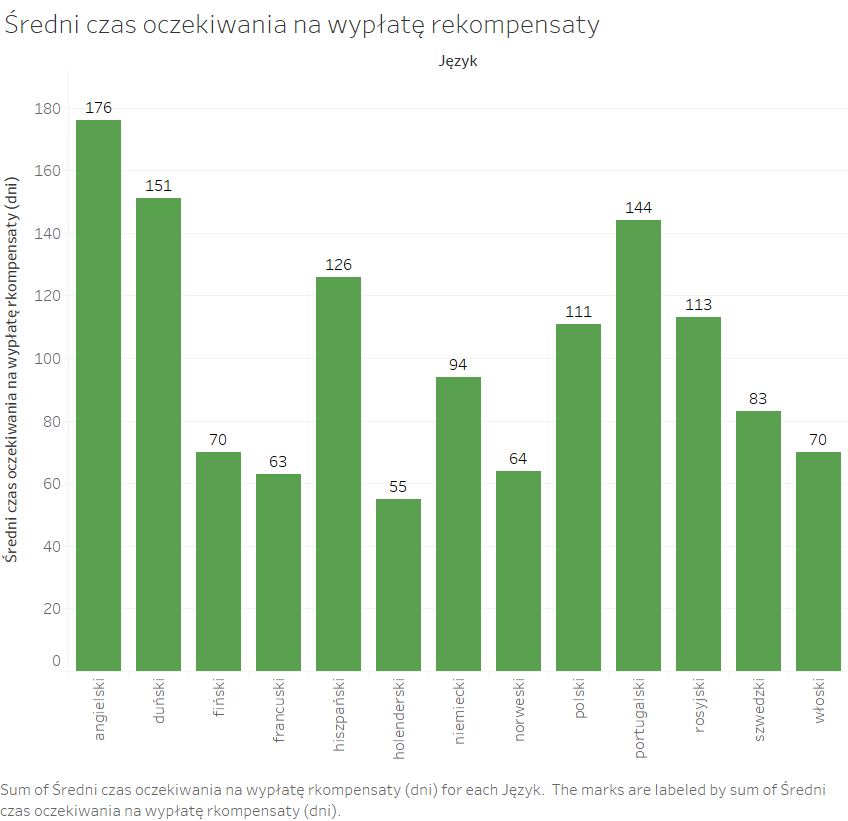 Średni czas oczekiwania na wypłatę rekompensaty
Język
Średni czas oczekiwania na wypłatę rkompensaty (dni)
180
160
140
120
100
80
60
40
20
0
176
151
70
63
126
55
94
64
111
144
113
83
70
angielski
duński
fiński
francuski
hiszpański
holenderski
niemiecki
norweski
polski
portugalski
rosyjski
szwedzki
włoski
Sum of Średni czas oczekiwania na wypłatę rkompensaty (dni) for each Język.  The marks are labeled by sum of Średni
czas oczekiwania na wypłatę rkompensaty (dni).